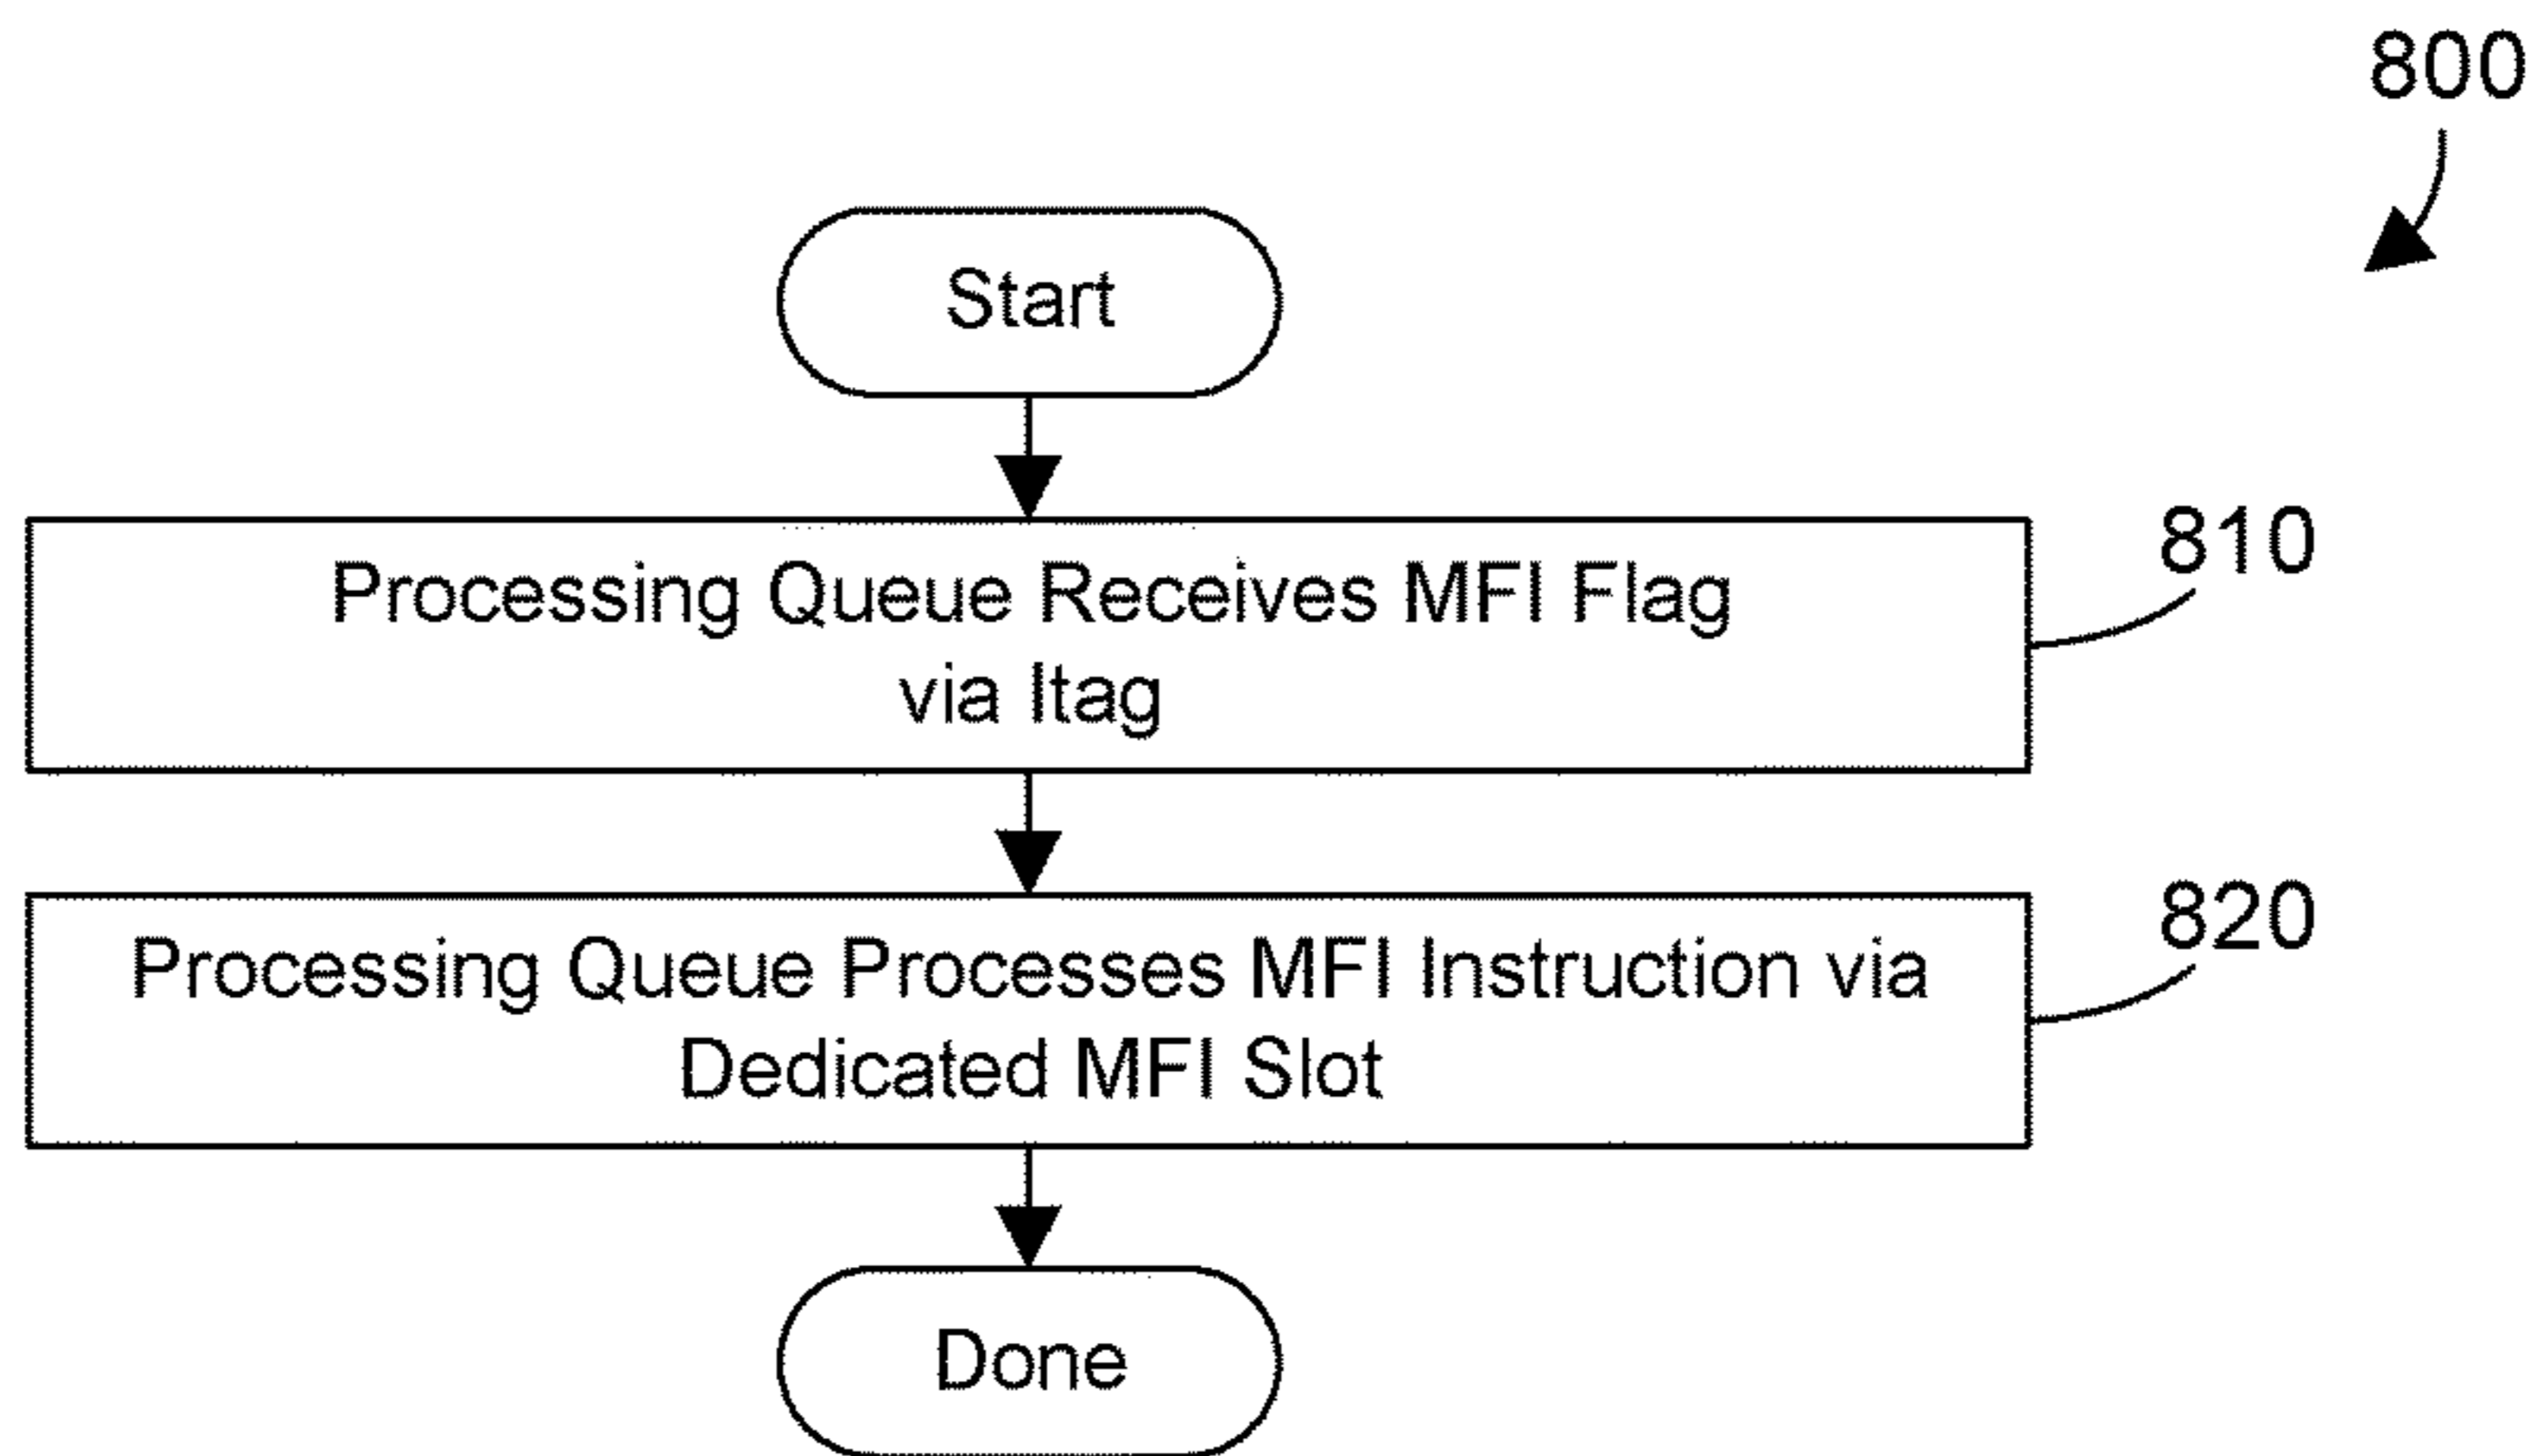 800
Start
Processing Queue Receives MFI Flag
via Itag
810
Processing Queue Processes MFI Instruction via
Dedicated MFI Slot
820
Done